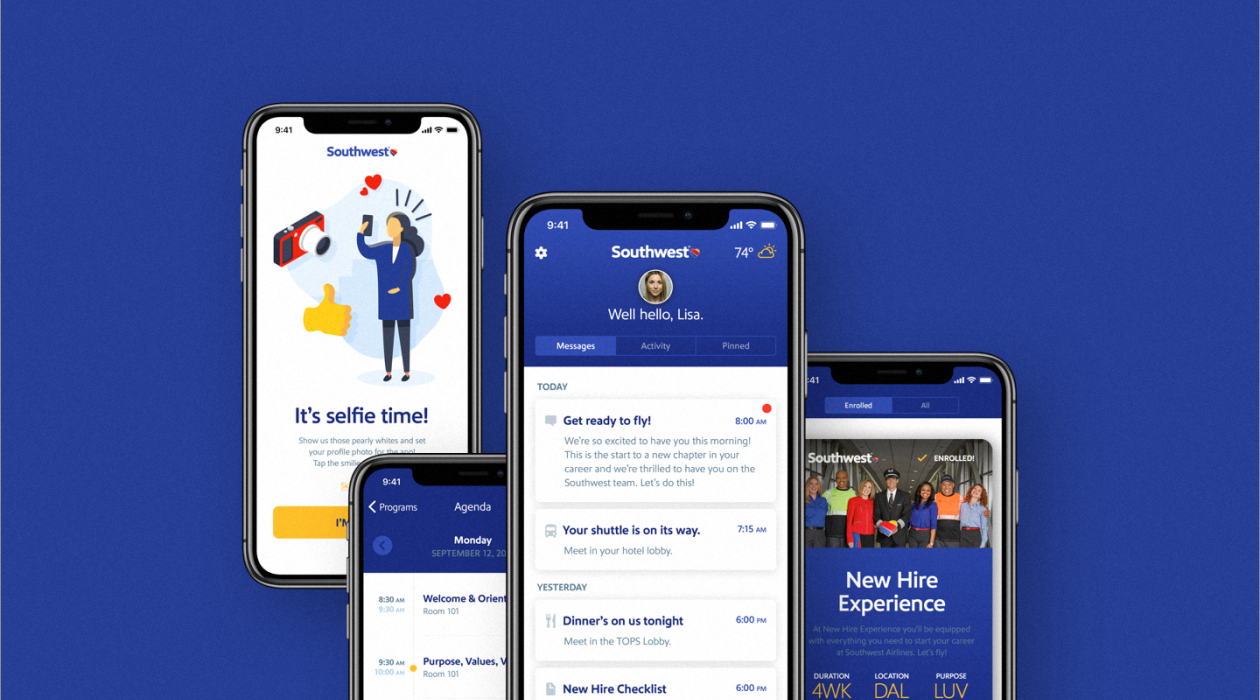 9:41
Southwest
It's selfie time!
Show us those pearly whites and set
your profile photo for the app!
Tap the smilie
I'M
9:41
Programs
Agenda
Monday
SEPTEMBER 12, 20
8:30 AM
9:30 AM
Welcome & Orient
Room 101
9:30 AM
10:00 AM
Purpose, Values, V
Room 101
9:41
Southwest
74°
Well hello, Lisa.
Messages
Activity
Pinned
TODAY
Get ready to fly!
8:00 AM
We're so excited to have you this morning!
This is the start to a new chapter in your
career and we're thrilled to have you on the
Southwest team. Let's do this!
Your shuttle is on its way.
7:15 AM
Meet in your hotel lobby.
YESTERDAY
Dinner's on us tonight
6:00 PM
Meet in the TOPS Lobby.
New Hire Checklist
6:00 PM
:41
Enrolled
All
Southwest
ENROLLED!
New Hire
Experience
At New Hire Experience you'll be equipped
with everything you need to start your career
at Southwest Airlines. Let's fly!
DURATION
4WK
LOCATION
DAL
PURPOSE
LUV